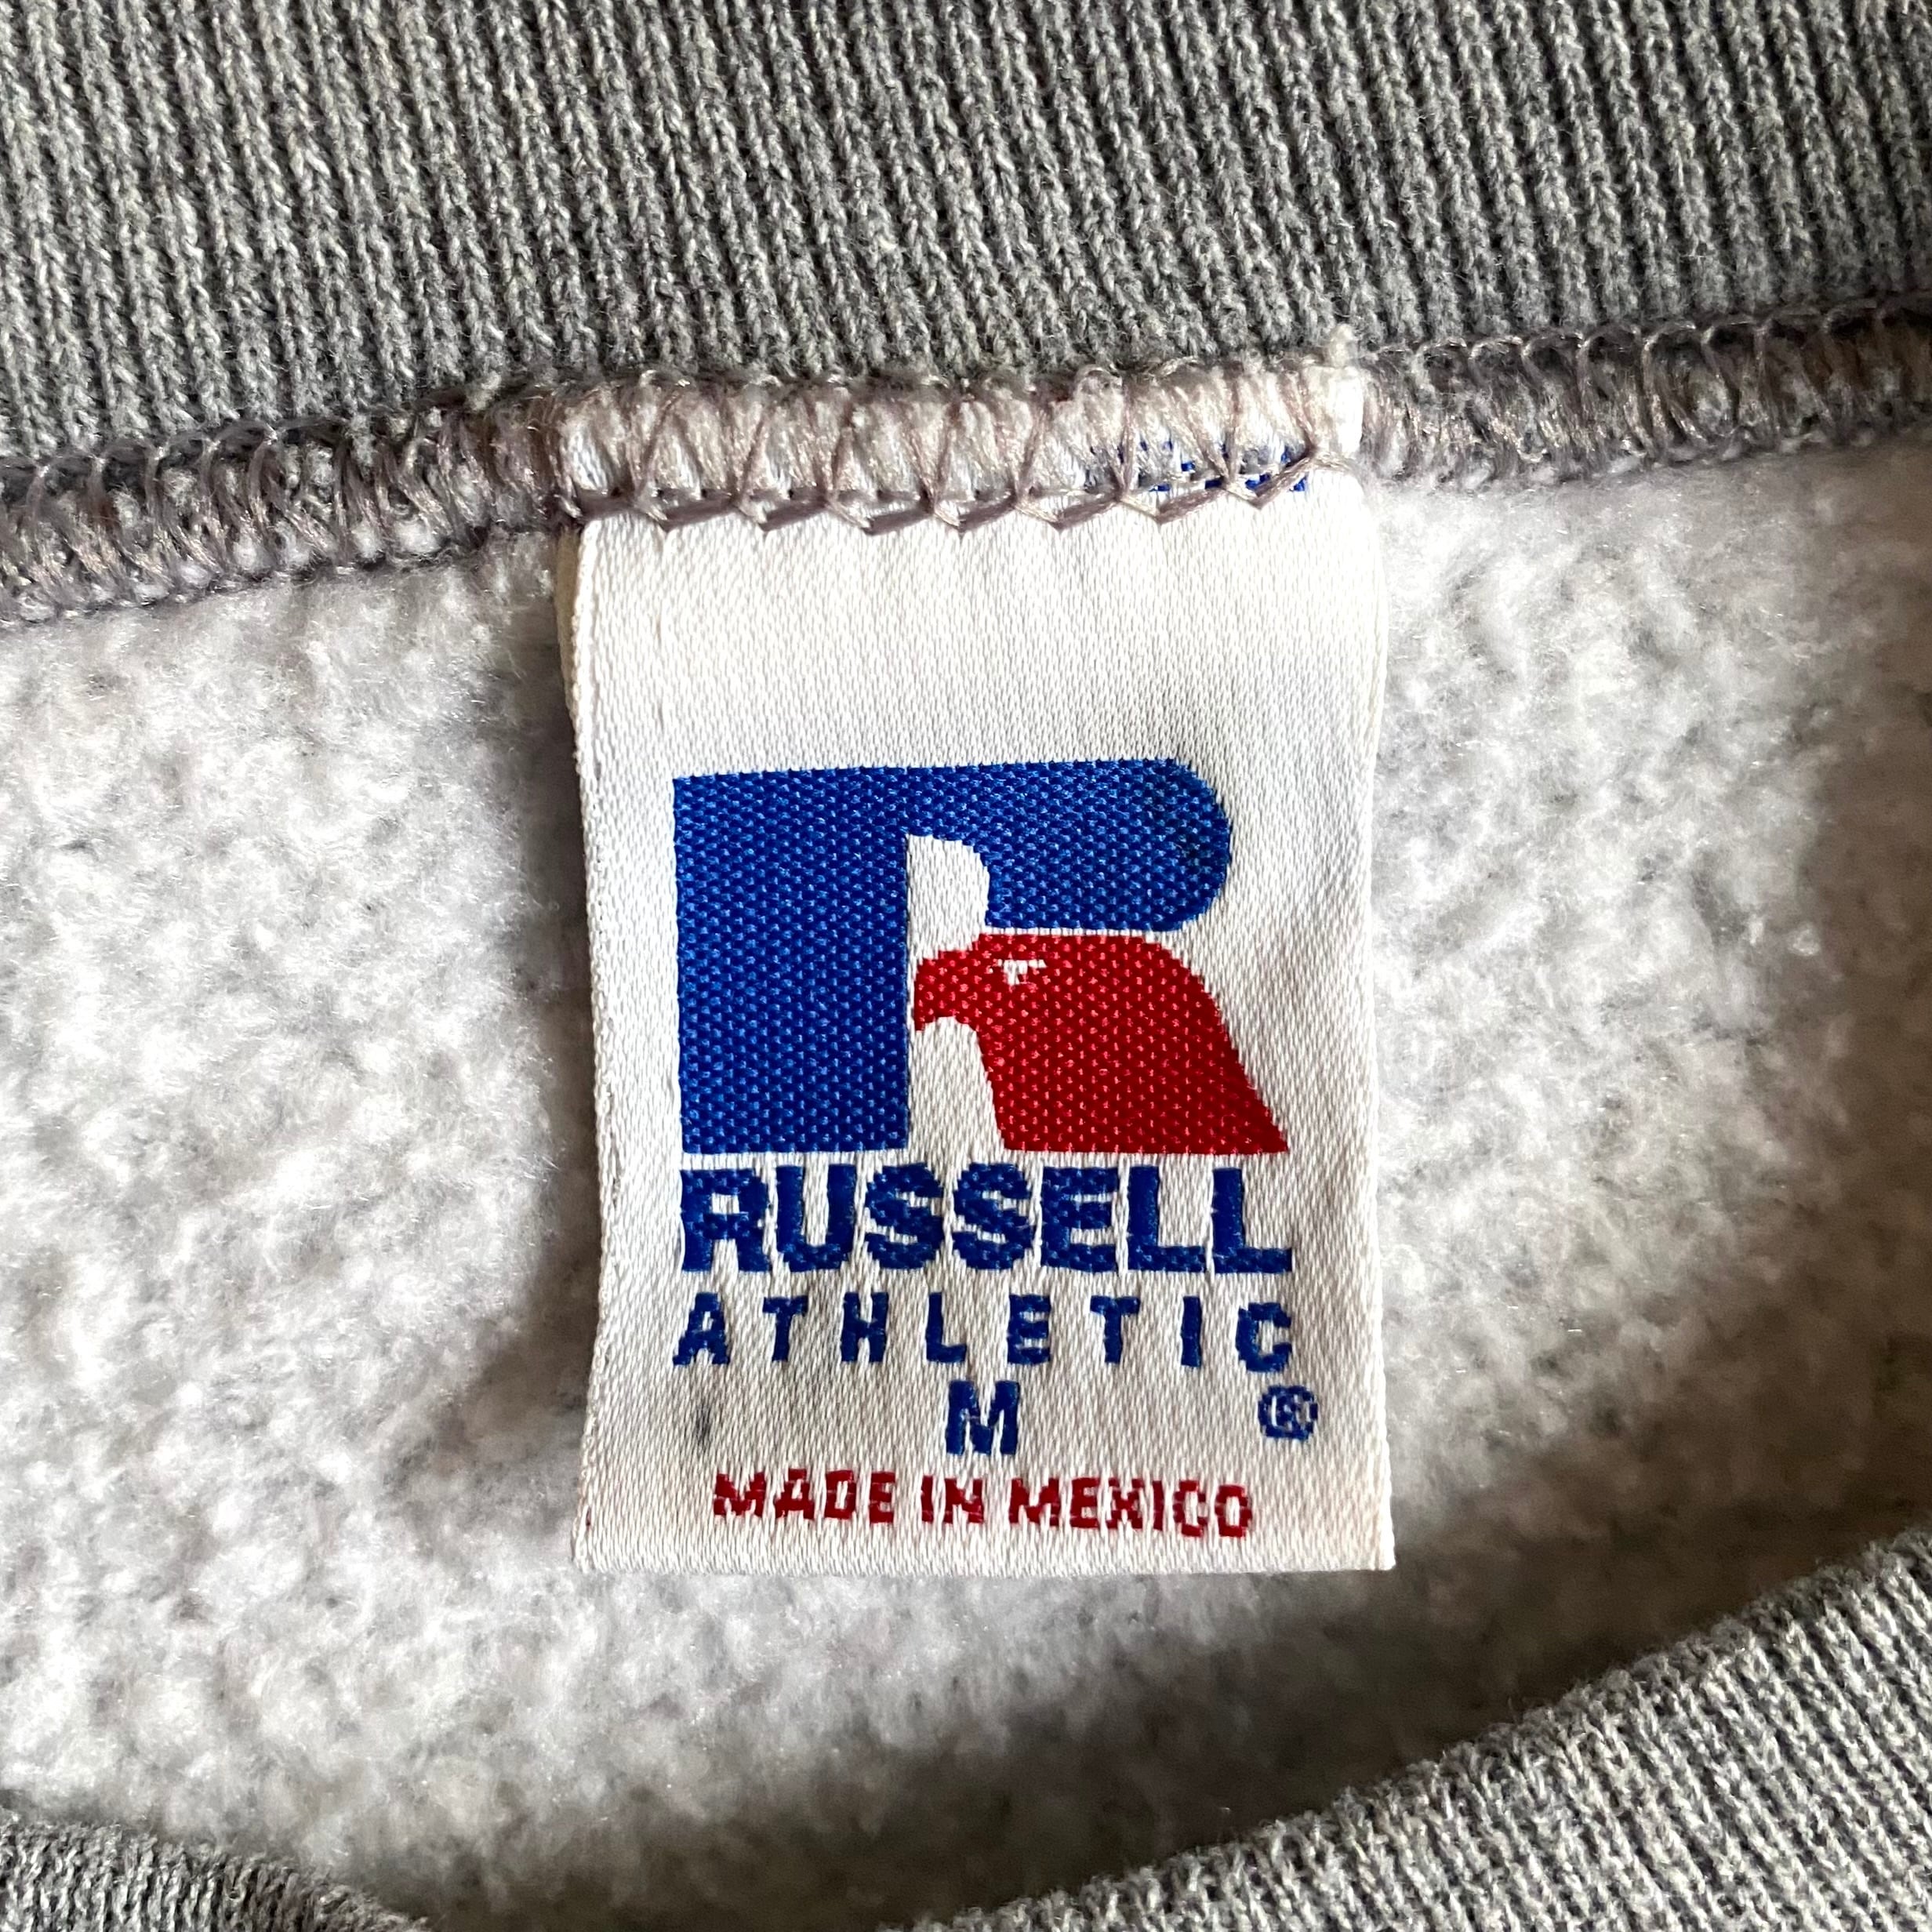 RUSSELL
ATHLETIC
M ®
MADE IN MEXICO